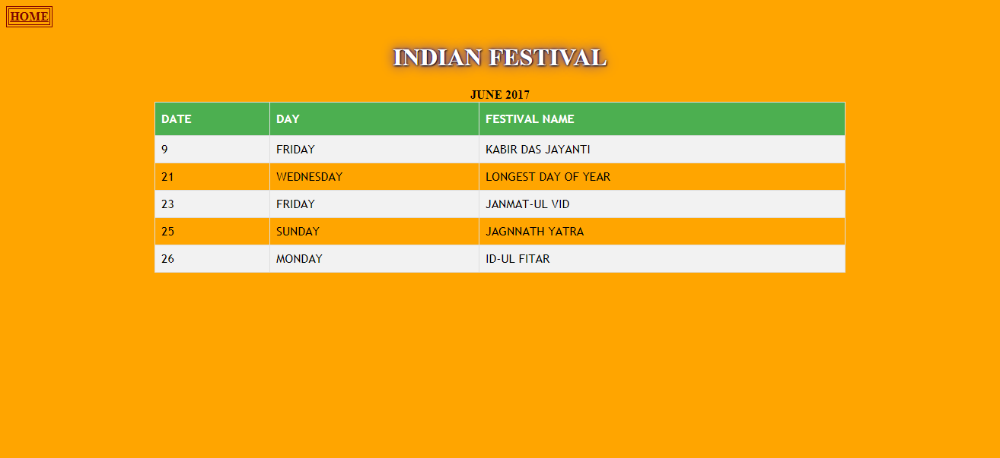 HOME
INDIAN FESTIVAL
JUNE 2017
DATE DAY FESTIVAL NAME
9 FRIDAY KABIR DAS JAYANTI
21 WEDNESDAY LONGEST DAY OF YEAR
23 FRIDAY JANMAT-UL VID
25 SUNDAY JAGNNATH YATRA
26 MONDAY ID-UL FITAR